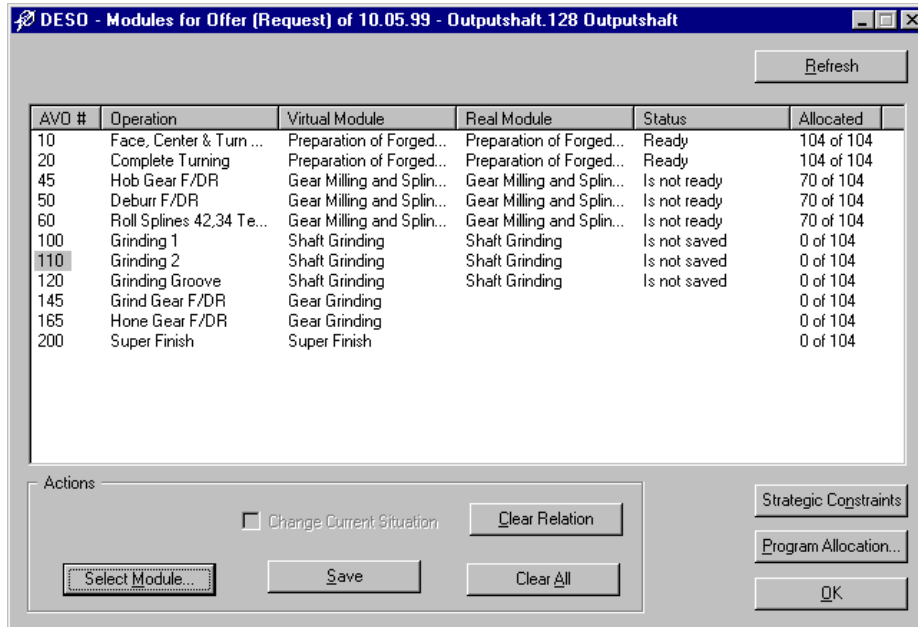 DESO - Modules for Offer (Request) of 10.05.99 - Outputshaft.128 Outputshaft
Refresh
AVO # Operation Virtual Module Real Module Status Allocated
10 Face, Center & Turn ... Preparation of Forged... Preparation of Forged... Ready 104 of 104
20 Complete Turning Preparation of Forged... Preparation of Forged... Ready 104 of 104
45 Hob Gear F/DR Gear Milling and Splin... Gear Milling and Splin... Is not ready 70 of 104
50 Deburr F/DR Gear Milling and Splin... Gear Milling and Splin... Is not ready 70 of 104
60 Roll Splines 42,34 Te... Gear Milling and Splin... Gear Milling and Splin... Is not ready 70 of 104
100 Grinding 1 Shaft Grinding Shaft Grinding Is not saved 0 of 104
110 Grinding 2 Shaft Grinding Shaft Grinding Is not saved 0 of 104
120 Grinding Groove Shaft Grinding Shaft Grinding Is not saved 0 of 104
145 Grind Gear F/DR Gear Grinding 0 of 104
165 Hone Gear F/DR Gear Grinding 0 of 104
200 Super Finish Super Finish 0 of 104
Actions
Change Current Situation
Clear Relation
Strategic Constraints
Program Allocation...
Select Module...
Save
Clear All
OK